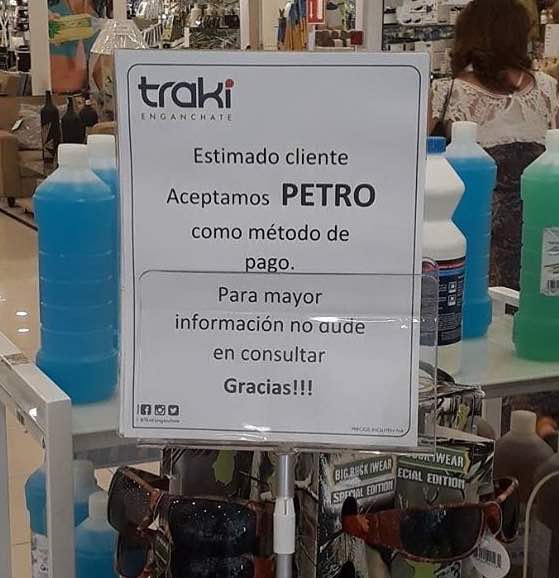 traki
ENGANCHATE
Estimado cliente
Aceptamos PETRO
como método de
pago.
Para mayor
información no dude
en consultar
Gracias!!!
BIG BUCK IWEAR
SPECIAL EDITION
IWEAR
ECIAL EDITION